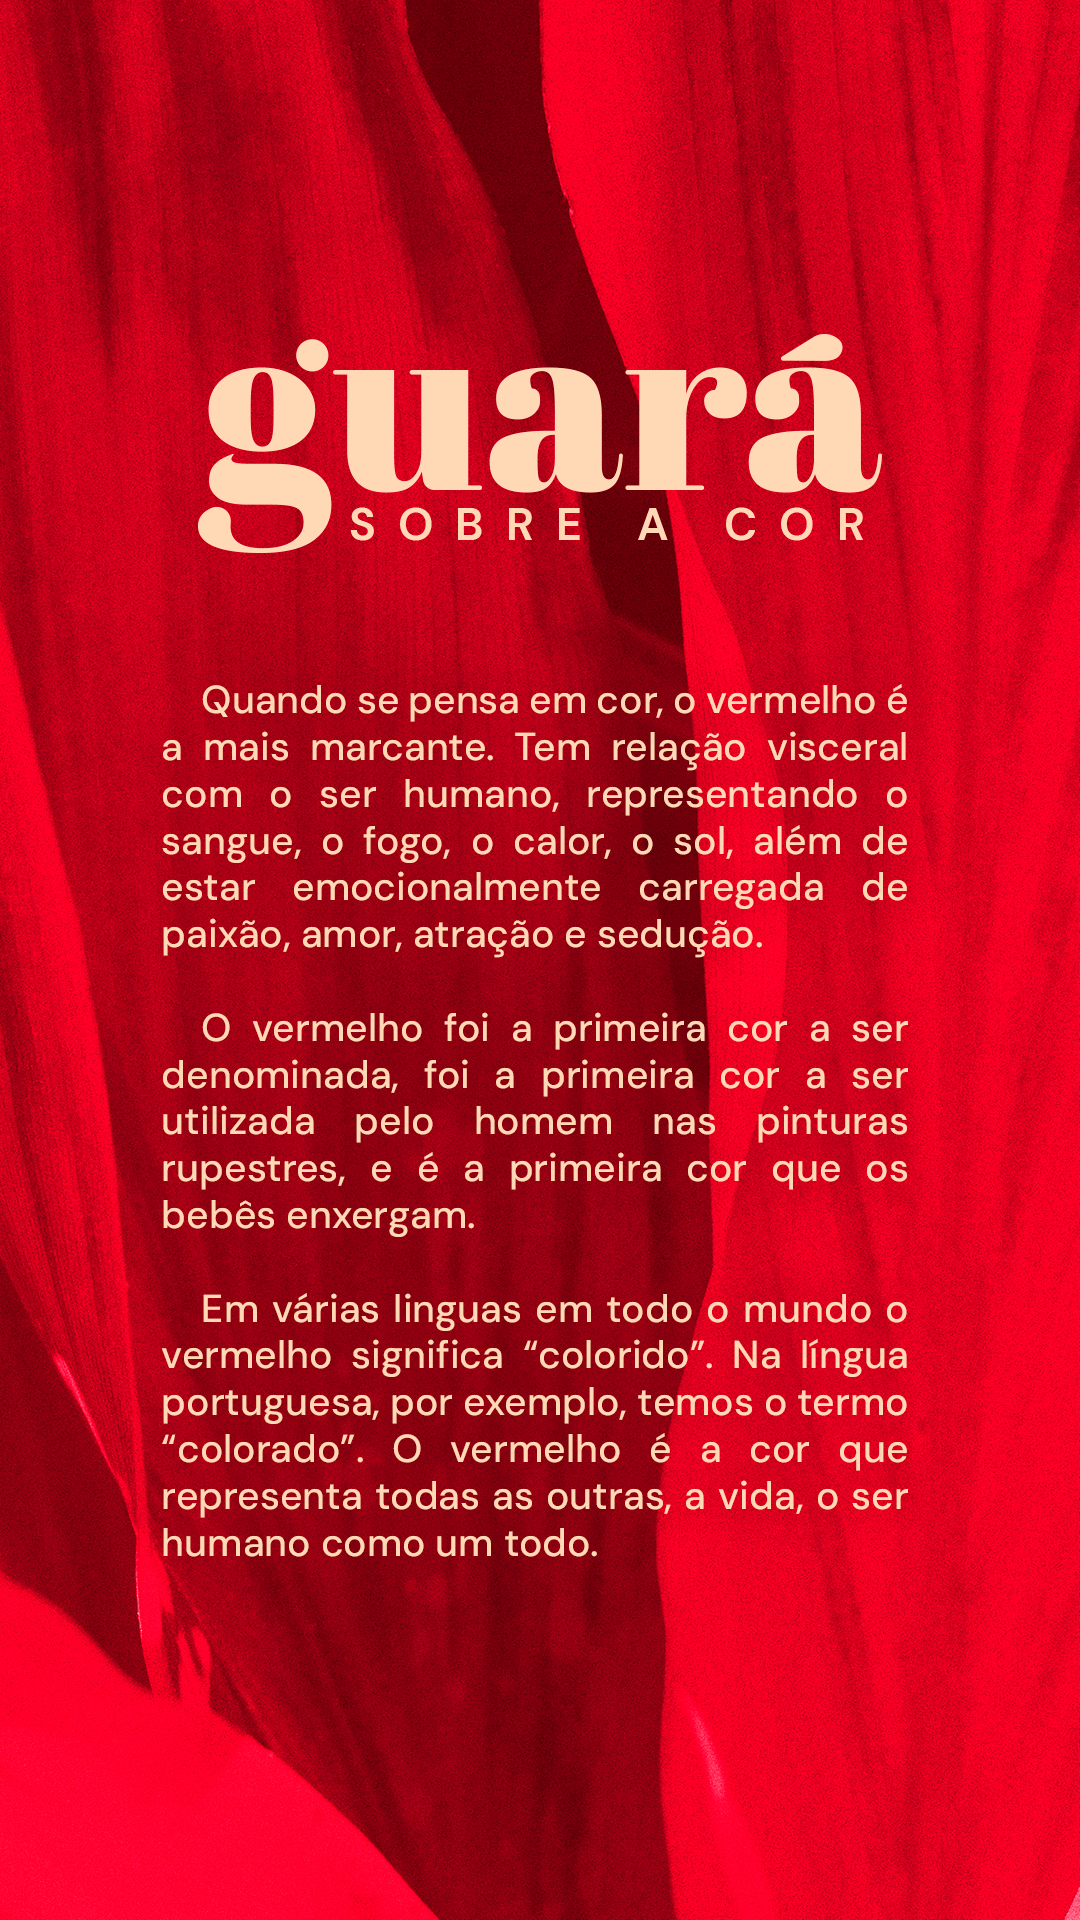 guará
SOBRE A COR
Quando se pensa em cor, o vermelho é
a mais marcante. Tem relação visceral
com o ser humano, representando o
sangue, o fogo, o calor, o sol, além de
estar emocionalmente carregada de
paixão, amor, atração e sedução.
O vermelho foi a primeira cor a ser
denominada, foi a primeira cor a ser
utilizada pelo homem nas pinturas
rupestres, e é a primeira cor que os
bebês enxergam.
Em várias linguas em todo o mundo o
vermelho significa “colorido”. Na língua
portuguesa, por exemplo, temos o termo
“colorado”. O vermelho é a cor que
representa todas as outras, a vida, o ser
humano como um todo.